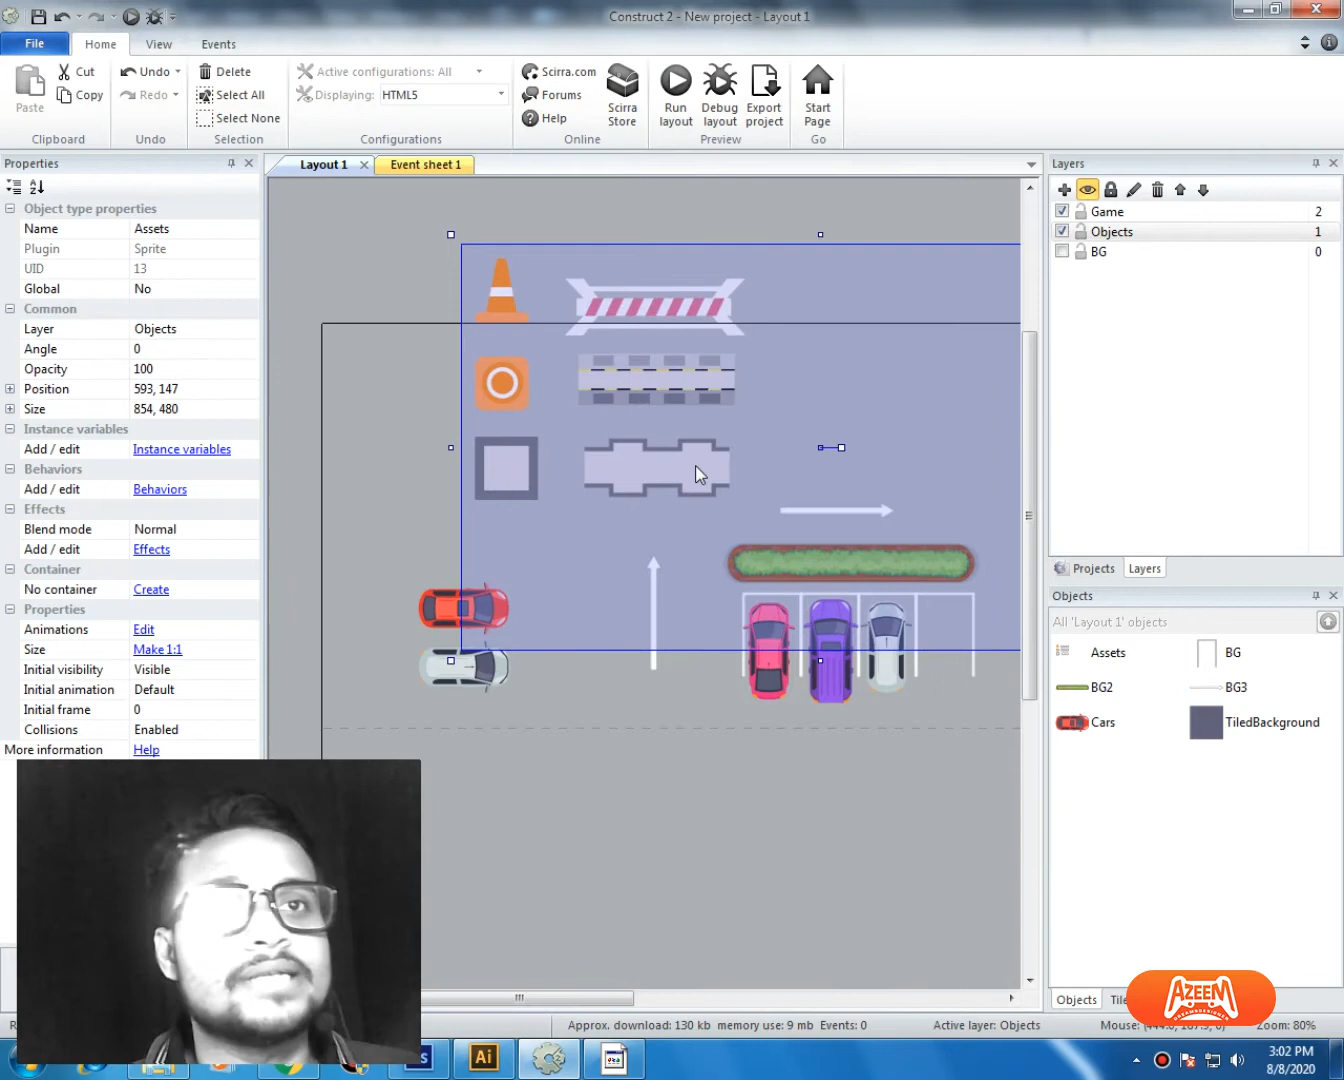 Construct 2 - New project - Layout 1
File Home View Events
Paste Cut Copy Clipboard
Undo Redo Undo
Delete Select All Select None Selection
Active configurations: All
Displaying: HTML5
Configurations
Scirra.com Forums Help Scirra Store Online
Run layout Debug layout Export project Preview
Start Page Go
Properties
Layout 1 Event sheet 1
Object type properties
Name Assets
Plugin Sprite
UID 13
Global No
Common
Layer Objects
Angle 0
Opacity 100
Position 593, 147
Size 854, 480
Instance variables
Add / edit Instance variables
Behaviors
Add / edit Behaviors
Effects
Blend mode Normal
Add / edit Effects
Container
No container Create
Properties
Animations Edit
Size Make 1:1
Initial visibility Visible
Initial animation Default
Initial frame 0
Collisions Enabled
More information Help
Layers
Game 2
Objects 1
BG 0
Projects Layers
Objects
All 'Layout 1' objects
Assets BG
BG2 BG3
Cars TiledBackground
Objects
AZEEM
Approx. download: 130 kb memory use: 9 mb Events: 0 Active layer: Objects Zoom: 80%
Ai
3:02 PM
8/8/2020